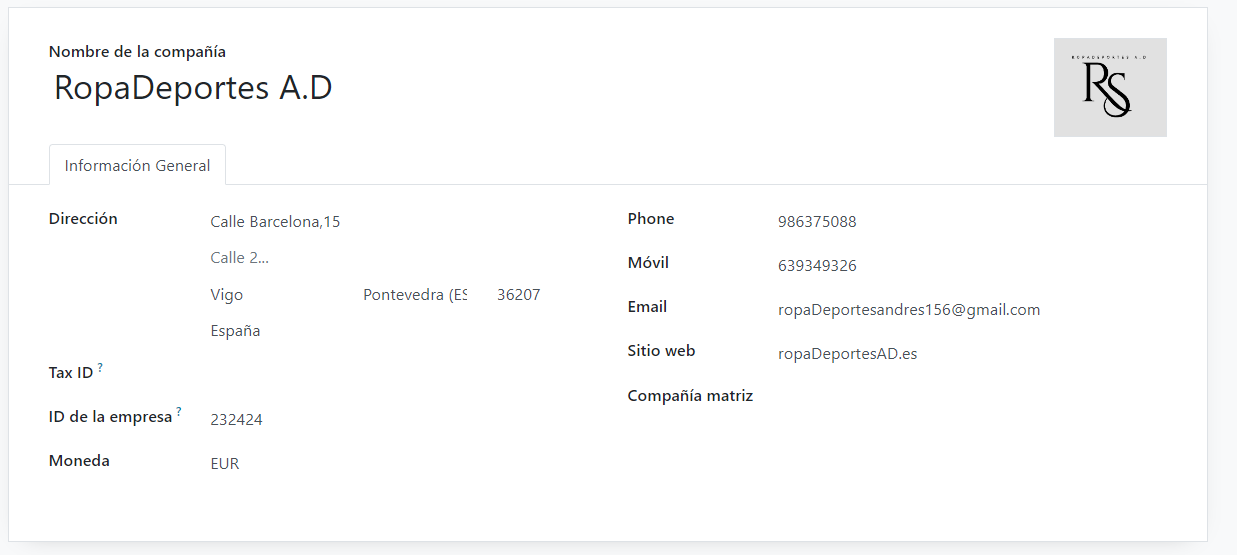 Nombre de la compañía
RopaDeportes A.D
ROPADEPORTES A.D
RS
Información General
Dirección
Calle Barcelona,15
Calle 2...
Vigo Pontevedra (ES 36207
España
Tax ID ?
ID de la empresa ? 232424
Moneda EUR
Phone 986375088
Móvil 639349326
Email ropaDeportesandres156@gmail.com
Sitio web ropaDeportesAD.es
Compañía matriz